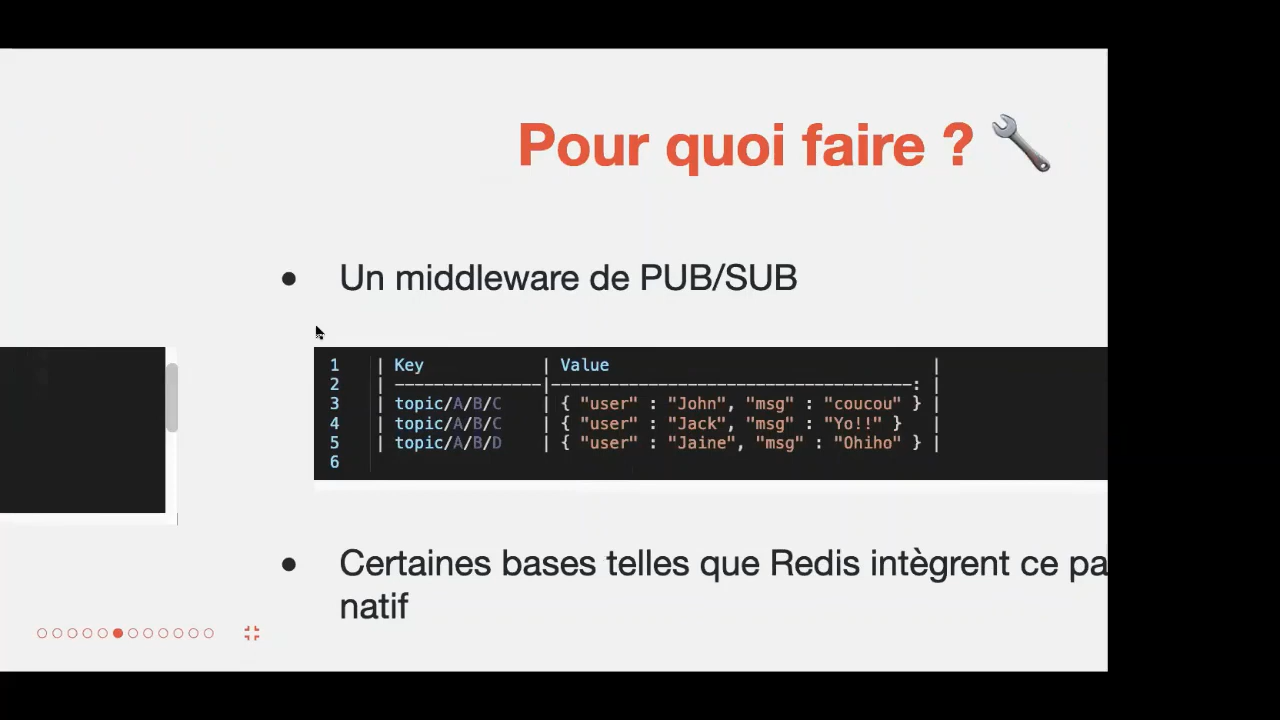 Pour quoi faire ?
● Un middleware de PUB/SUB
1 | Key | Value |
2 | ---------------|-------------------------------------: |
3 | topic/A/B/C | { "user" : "John", "msg" : "coucou" } |
4 | topic/A/B/C | { "user" : "Jack", "msg" : "Yo!!" } |
5 | topic/A/B/D | { "user" : "Jaine", "msg" : "Ohiho" } |
6
● Certaines bases telles que Redis intègrent ce
natif